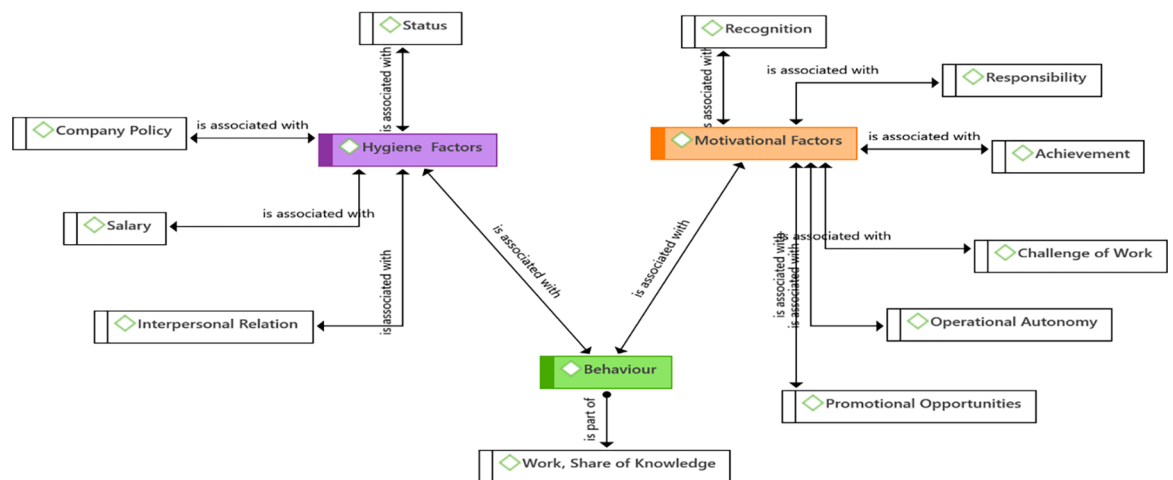 Status
Recognition
is associated with
is associated with
is associated with
Responsibility
Company Policy
is associated with
Hygiene  Factors
Motivational Factors
is associated with
Achievement
Salary
is associated with
is associated with
is associated with
is associated with
is associated with
Challenge of Work
is associated with
is associated with
Interpersonal Relation
Operational Autonomy
Behaviour
Promotional Opportunities
is part of
Work, Share of Knowledge